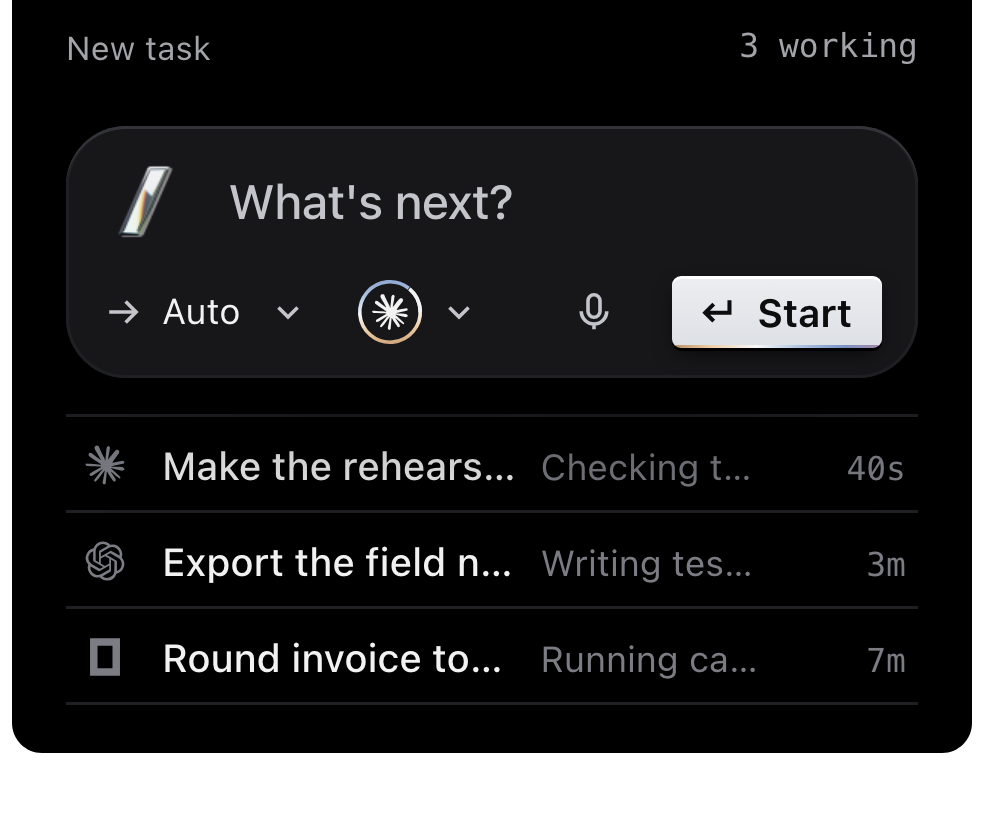 New task 3 working
What's next?
Auto Start
Make the rehears... Checking t... 40s
Export the field n... Writing tes... 3m
Round invoice to... Running ca... 7m